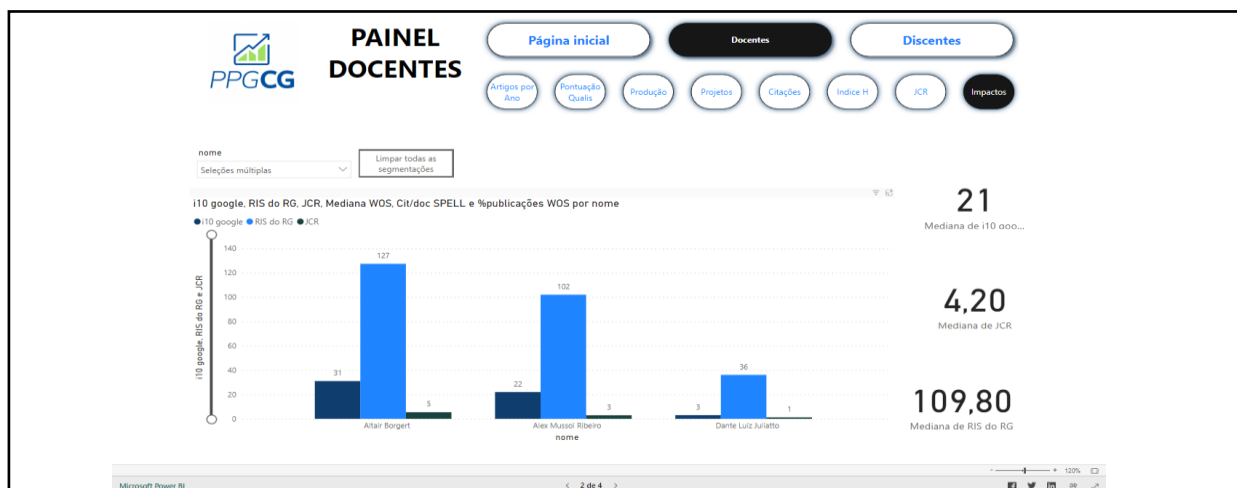 PPGCG
PAINEL
DOCENTES
Página inicial
Docentes
Discentes
Artigos por
Ano
Pontuação
Qualis
Produção
Projetos
Citações
Indice H
JCR
Impactos
nome
Seleções múltiplas
Limpar todas as
segmentações
i10 google, RIS do RG, JCR, Mediana WOS, Cit/doc SPELL e %publicações WOS por nome
i10 google RIS do RG JCR
i10 google, RIS do RG e JCR
140
120
100
80
60
40
20
0
31
127
5
22
102
3
3
36
1
Altair Borgert
Alex Mussoi Ribeiro
Dante Luiz Juliatto
nome
21
Mediana de i10 goo...
4,20
Mediana de JCR
109,80
Mediana de RIS do RG
- + 120%
Microsoft Power BI
< 2 de 4 >